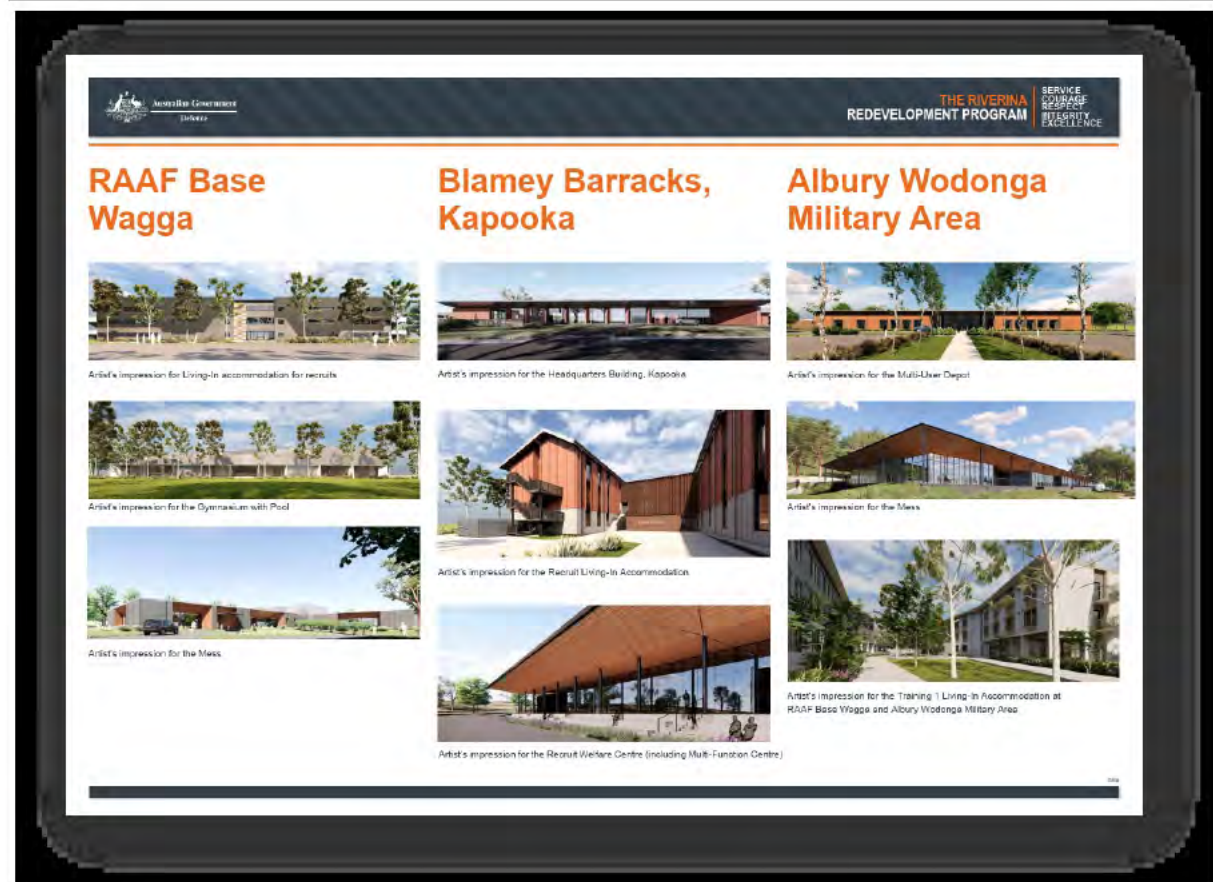 Australian Government
Defence
THE RIVERINA
REDEVELOPMENT PROGRAM
SERVICE
COURAGE
RESPECT
INTEGRITY
EXCELLENCE
RAAF Base
Wagga
Artist's impression for Living-In accommodation for recruits
Artist's impression for the Gymnasium with Pool
Artist's impression for the Mess
Blamey Barracks,
Kapooka
Artist's impression for the Headquarters Building, Kapooka
Artist's impression for the Recruit Living-In Accommodation
Artist's impression for the Recruit Welfare Centre (including Multi-Function Centre)
Albury Wodonga
Military Area
Artist's impression for the Multi-User Depot
Artist's impression for the Mess
Artist's impression for the Training 1 Living-In Accommodation at
RAAF Base Wagga and Albury Wodonga Military Area